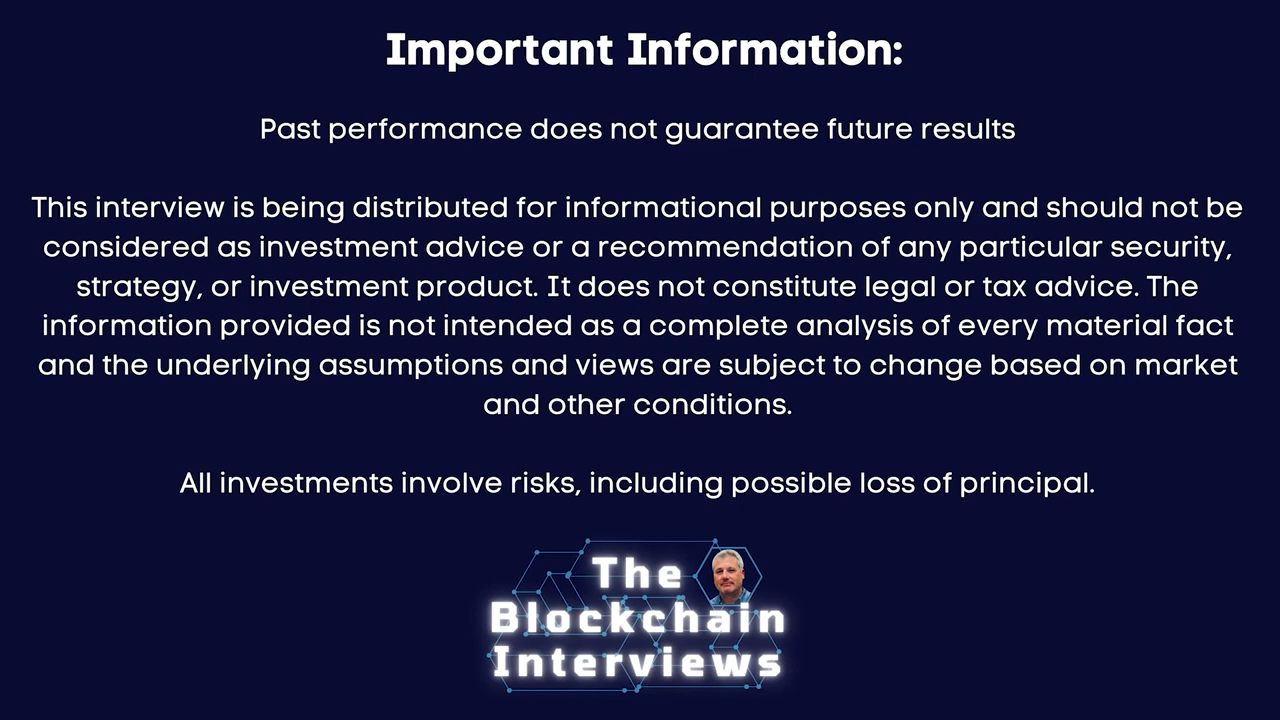 Important Information:
Past performance does not guarantee future results
This interview is being distributed for informational purposes only and should not be
considered as investment advice or a recommendation of any particular security,
strategy, or investment product. It does not constitute legal or tax advice. The
information provided is not intended as a complete analysis of every material fact
and the underlying assumptions and views are subject to change based on market
and other conditions.
All investments involve risks, including possible loss of principal.
The
Blockchain
Interviews